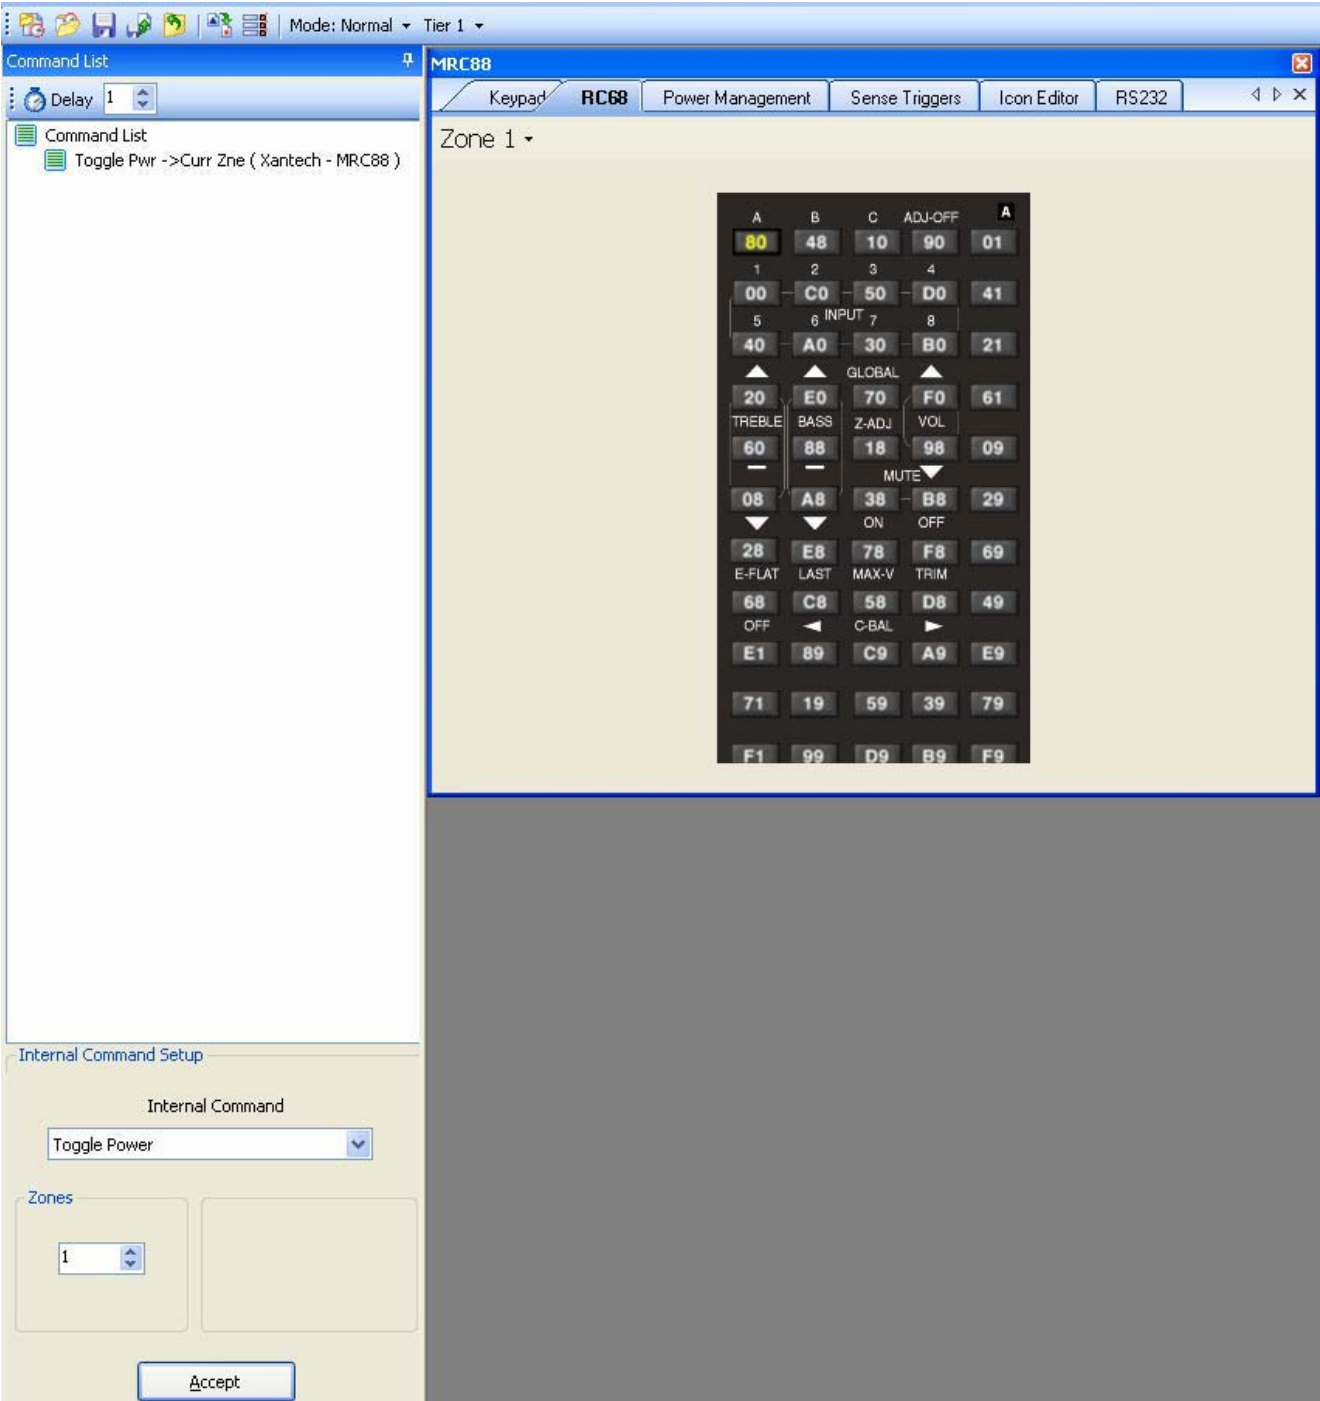 Mode: Normal Tier 1
Command List
Delay 1
Command List
Toggle Pwr ->Curr Zne ( Xantech - MRC88 )
Internal Command Setup
Internal Command
Toggle Power
Zones
1
Accept
MRC88
Keypad RC68 Power Management Sense Triggers Icon Editor RS232
Zone 1
A B C ADJ-OFF A
80 48 10 90 01
1 2 3 4
00 C0 50 D0 41
INPUT
5 6 7 8
40 A0 30 B0 21
GLOBAL
20 E0 70 F0 61
TREBLE BASS Z-ADJ VOL
60 88 18 98 09
MUTE
08 A8 38 B8 29
ON OFF
28 E8 78 F8 69
E-FLAT LAST MAX-V TRIM
68 C8 58 D8 49
OFF C-BAL
E1 89 C9 A9 E9
71 19 59 39 79
F1 99 D9 B9 F9